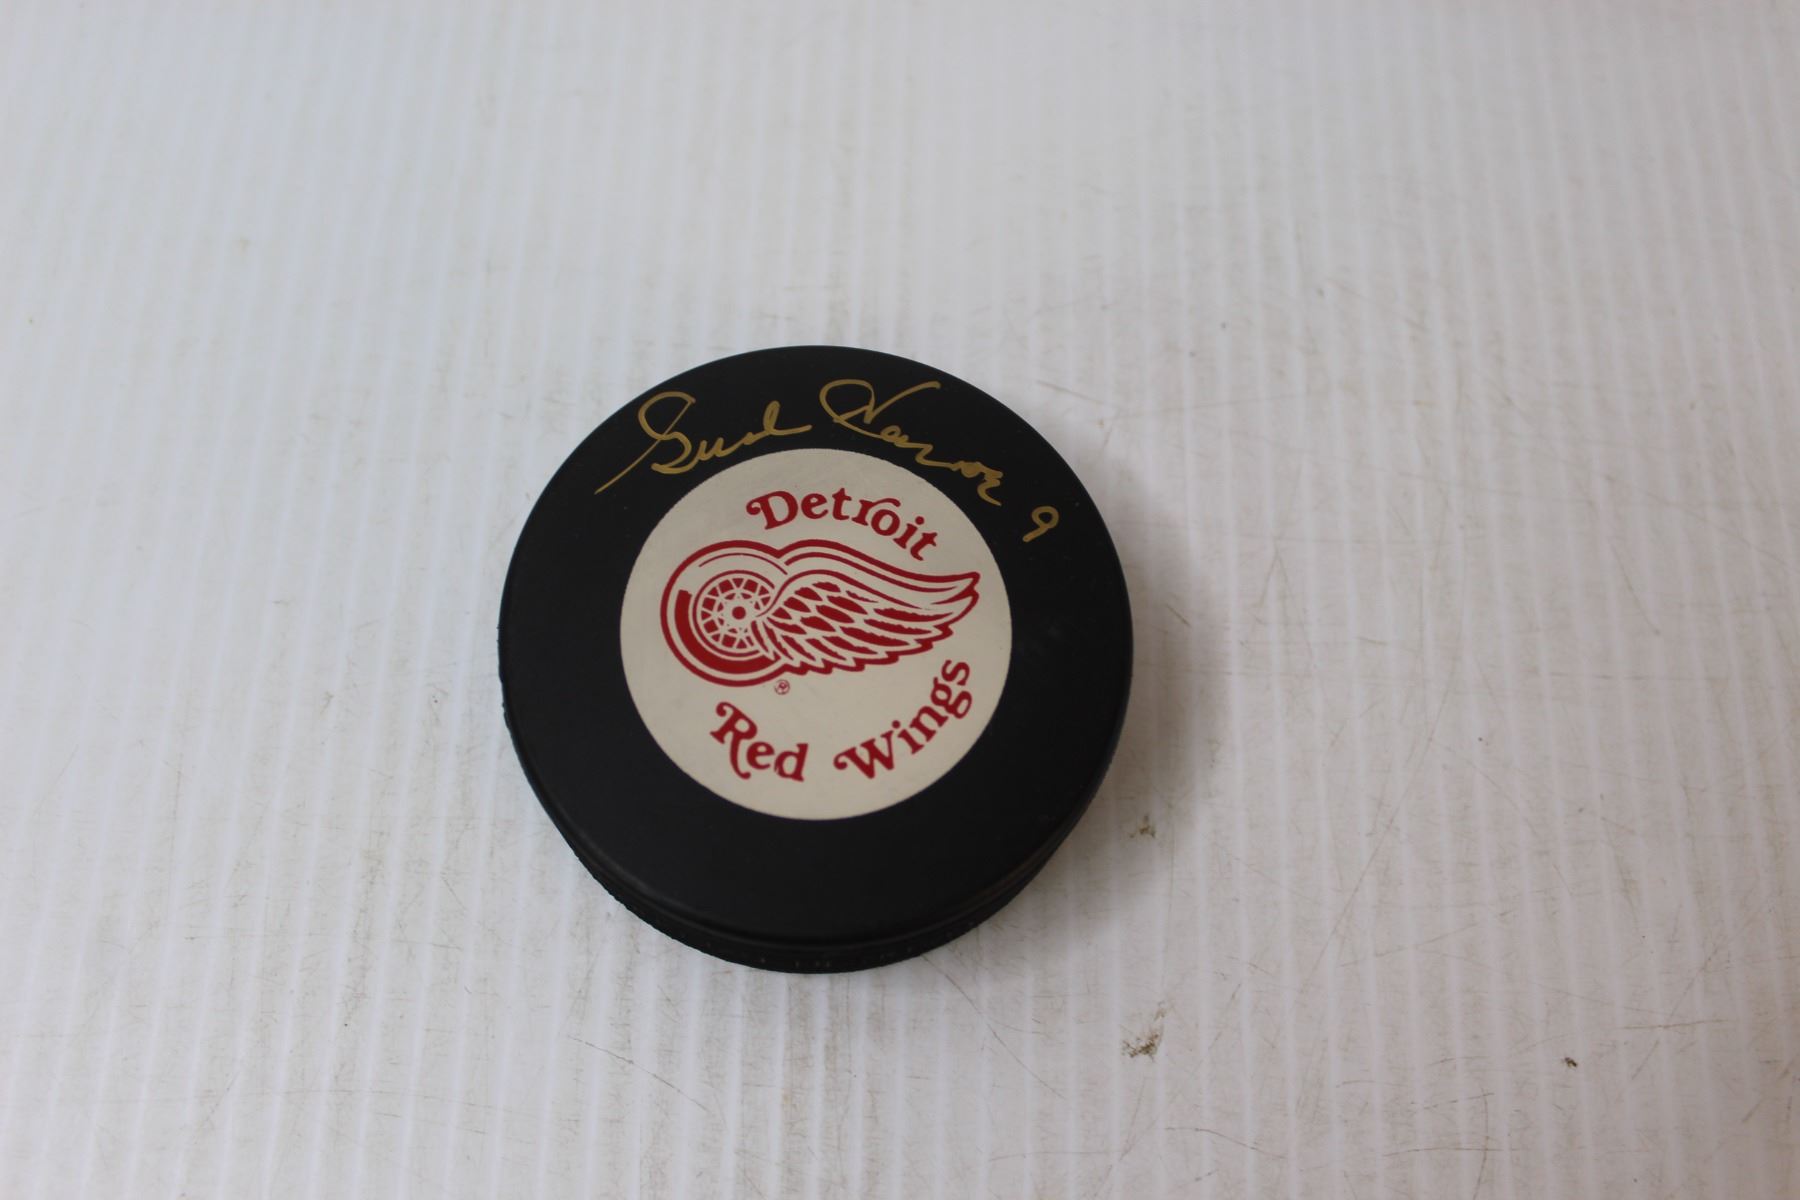 9
Detroit
®
Red Wings